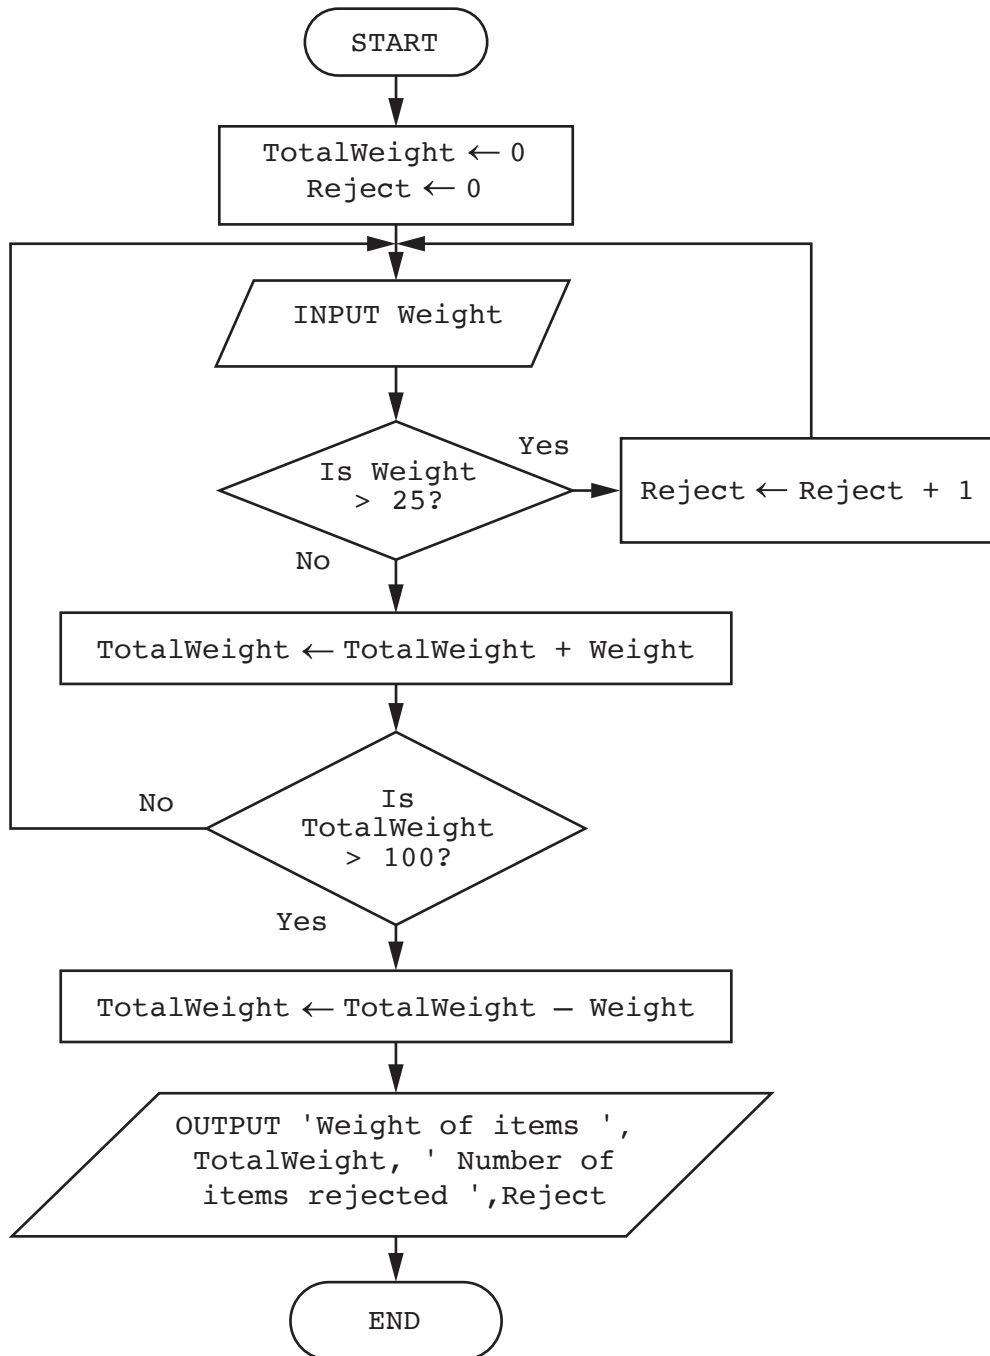 START
TotalWeight ← 0
Reject ← 0
INPUT Weight
Is Weight
> 25?
Yes
Reject ← Reject + 1
No
TotalWeight ← TotalWeight + Weight
Is
TotalWeight
> 100?
No
Yes
TotalWeight ← TotalWeight – Weight
OUTPUT 'Weight of items ',
TotalWeight, ' Number of
items rejected ',Reject
END